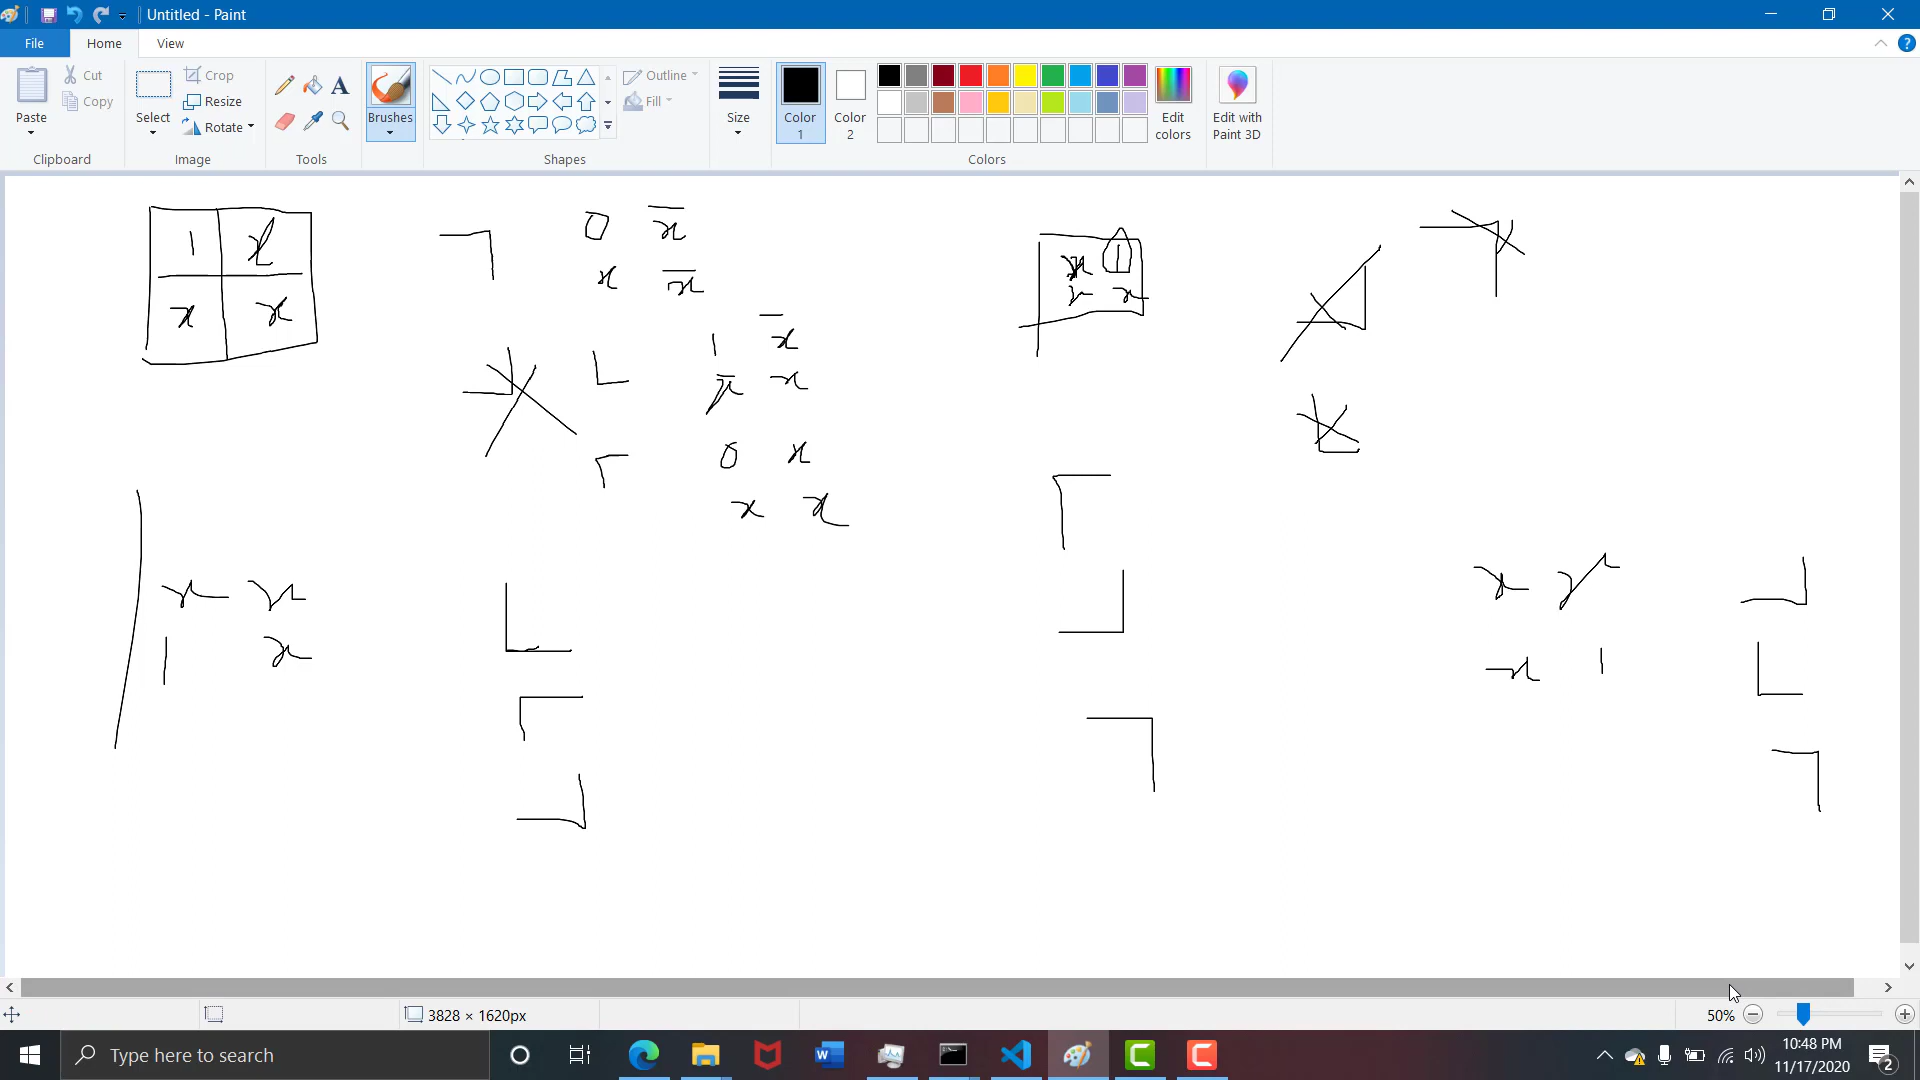 Untitled - Paint
File Home View
Paste
Cut
Copy
Clipboard
Select
Crop
Resize
Rotate
Image
Tools
Brushes
Shapes
Outline
Fill
Size
Color 1
Color 2
Colors
Edit colors
Edit with Paint 3D
1 x
x x
0 x̅
x x̅
1 x̅
x̅ x
0 x
x x
x 1
x x
x x
1 x
x x
x 1
3828 × 1620px
50%
Type here to search
10:48 PM
11/17/2020
2